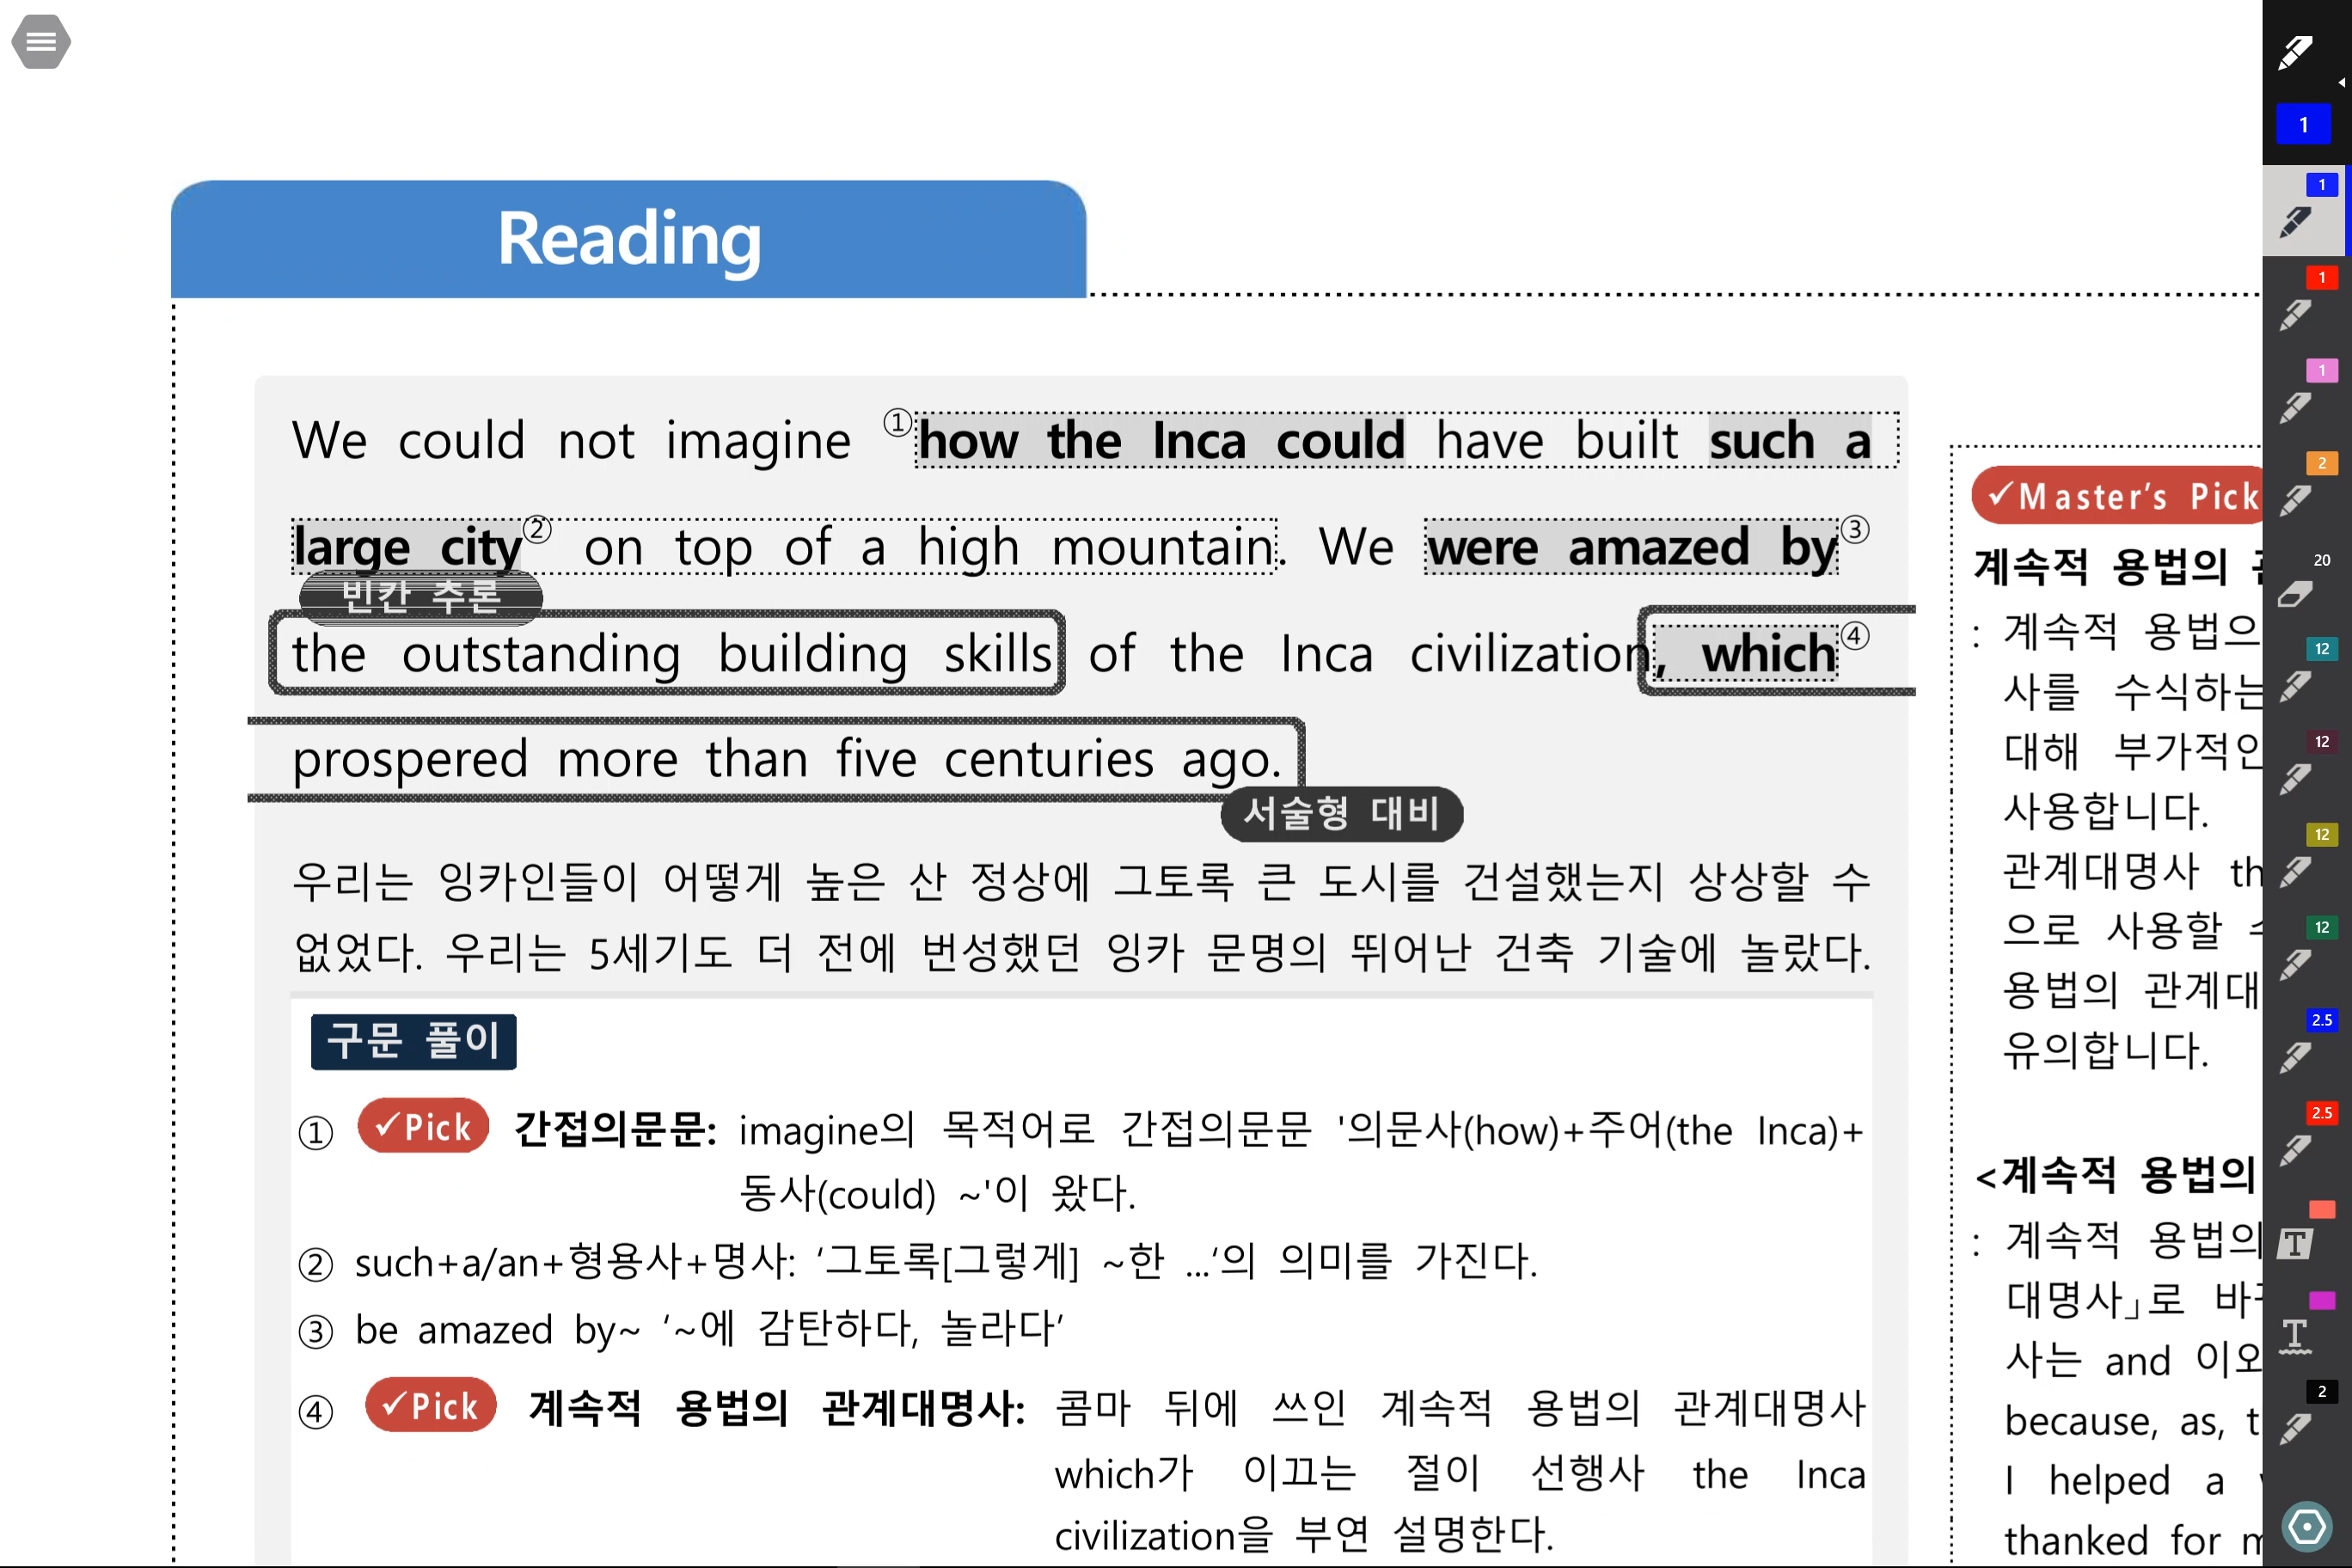 Reading
We could not imagine ①how the Inca could have built such a
large city② on top of a high mountain. We were amazed by③
빈칸 추론
the outstanding building skills of the Inca civilization, which④
prospered more than five centuries ago.
서술형 대비
우리는 잉카인들이 어떻게 높은 산 정상에 그토록 큰 도시를 건설했는지 상상할 수
없었다. 우리는 5세기도 더 전에 번성했던 잉카 문명의 뛰어난 건축 기술에 놀랐다.
구문 풀이
① ✓Pick 간접의문문: imagine의 목적어로 간접의문문 '의문사(how)+주어(the Inca)+
동사(could) ~'이 왔다.
② such+a/an+형용사+명사: ‘그토록[그렇게] ~한 ...‘의 의미를 가진다.
③ be amazed by~ ‘~에 감탄하다, 놀라다’
④ ✓Pick 계속적 용법의 관계대명사: 콤마 뒤에 쓰인 계속적 용법의 관계대명사
which가 이끄는 절이 선행사 the Inca
civilization을 부연 설명한다.
✓Master's Pick
계속적 용법의
: 계속적 용법으
사를 수식하는
대해 부가적인
사용합니다.
관계대명사 th
으로 사용할
용법의 관계대
유의합니다.
<계속적 용법의
: 계속적 용법의
대명사」로 바
사는 and 이외
because, as, t
I helped a
thanked for m
1
1
1
1
2
20
12
12
12
12
2.5
2.5
T
T
2